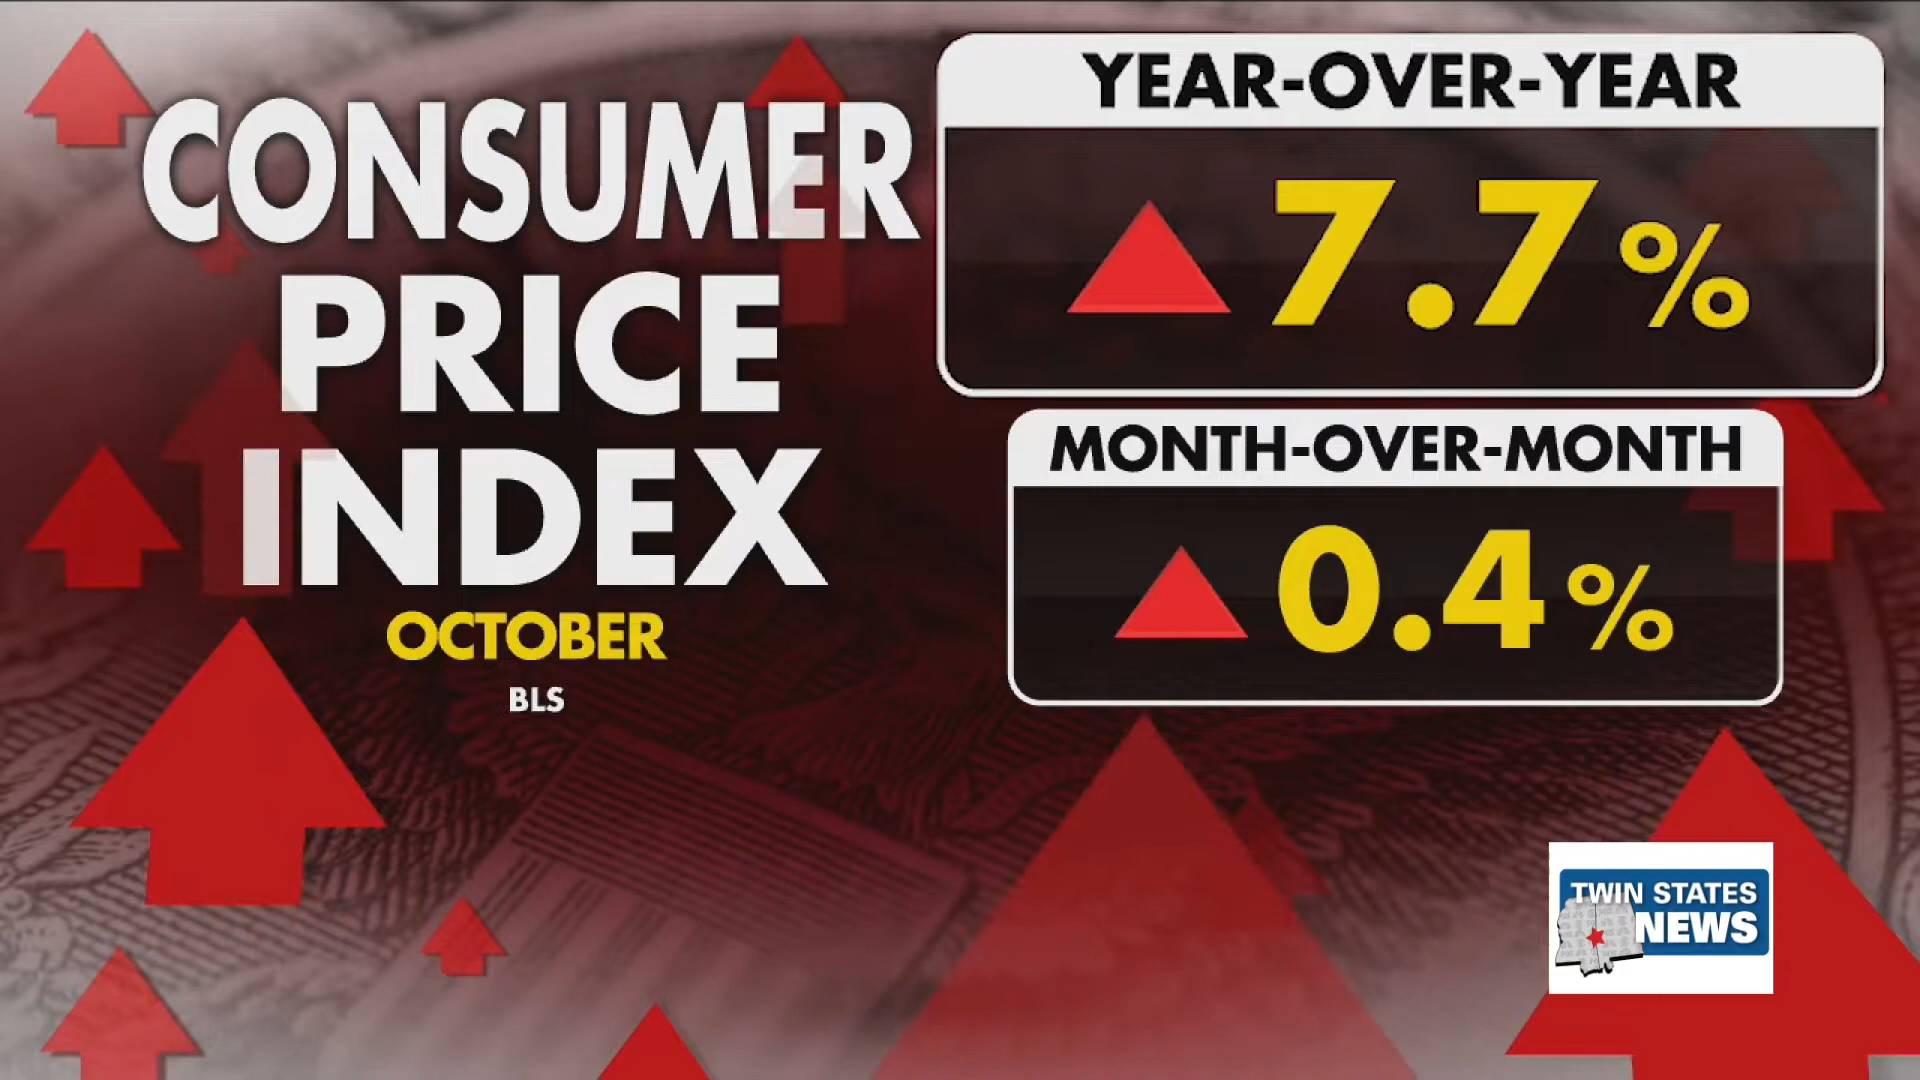 CONSUMER
PRICE
INDEX
OCTOBER
BLS
YEAR-OVER-YEAR
7.7%
MONTH-OVER-MONTH
0.4%
TWIN STATES
NEWS